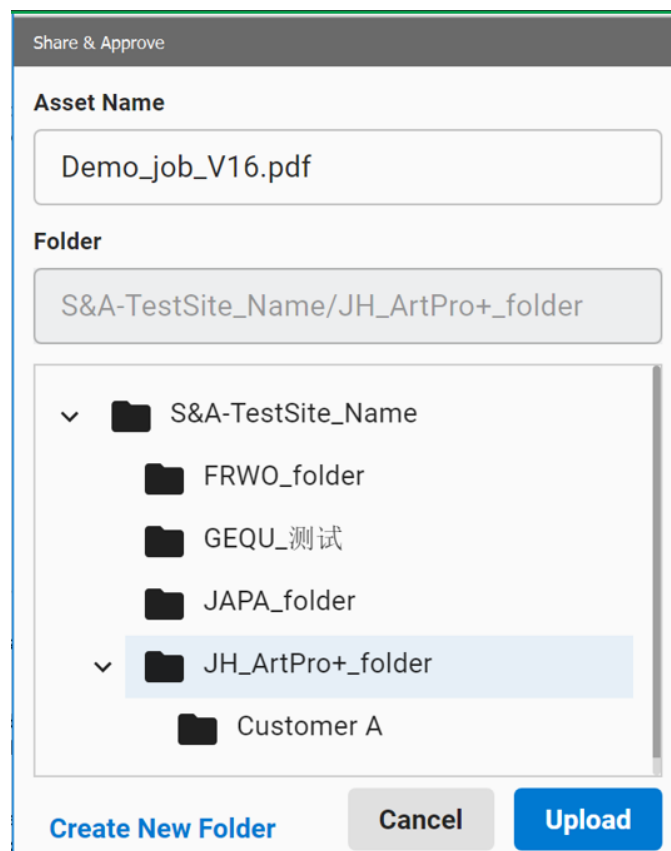 Share & Approve
Asset Name
Demo_job_V16.pdf
Folder
S&A-TestSite_Name/JH_ArtPro+_folder
S&A-TestSite_Name
FRWO_folder
GEQU_测试
JAPA_folder
JH_ArtPro+_folder
Customer A
Create New Folder
Cancel
Upload